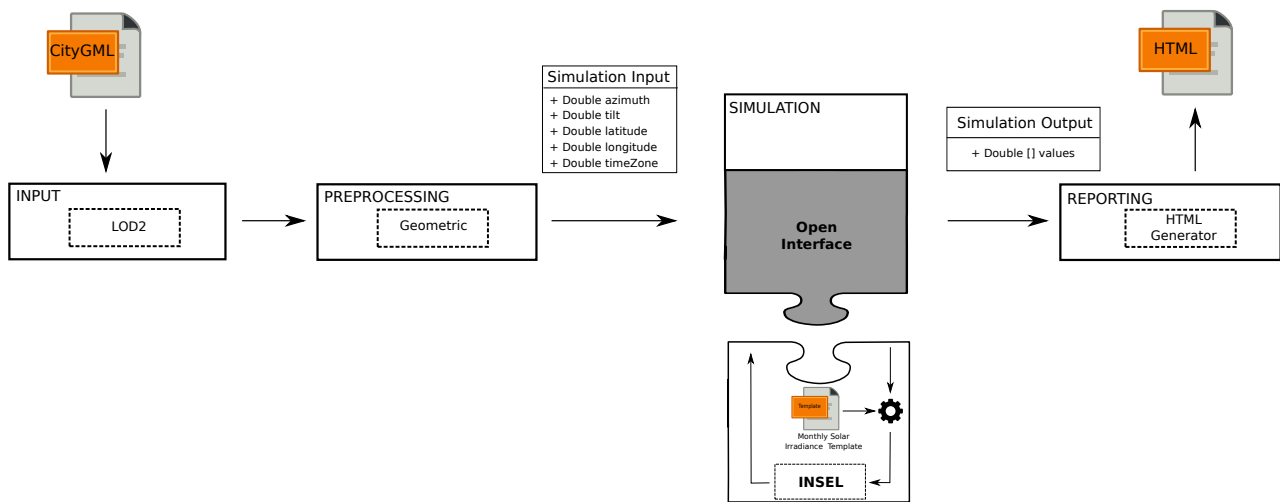 CityGML
HTML
Simulation Input
+ Double azimuth
+ Double tilt
+ Double latitude
+ Double longitude
+ Double timeZone
SIMULATION
Simulation Output
+ Double [] values
INPUT
LOD2
PREPROCESSING
Geometric
Open
Interface
REPORTING
HTML
Generator
Template
Monthly Solar
Irradiance Template
INSEL